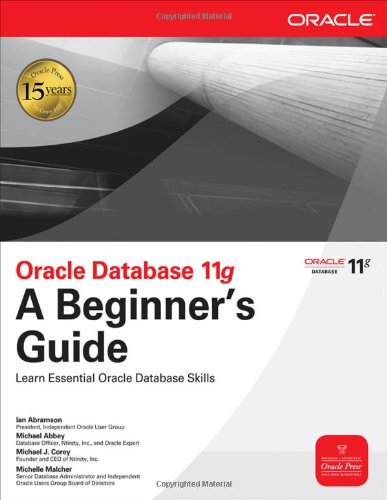 Copyrighted Material
ORACLE
Oracle Press
15 years
Oracle Database 11g
A Beginner's
Guide
Learn Essential Oracle Database Skills
ORACLE
DATABASE
11g
Ian Abramson
President, Independent Oracle User Group
Michael Abbey
Database Officer, Ntirety, Inc., and Oracle Expert
Michael J. Corey
Founder and CEO of Ntirety, Inc.
Michelle Malcher
Senior Database Administrator and Independent
Oracle Users Group Board of Directors
Oracle Press
Copyrighted Material